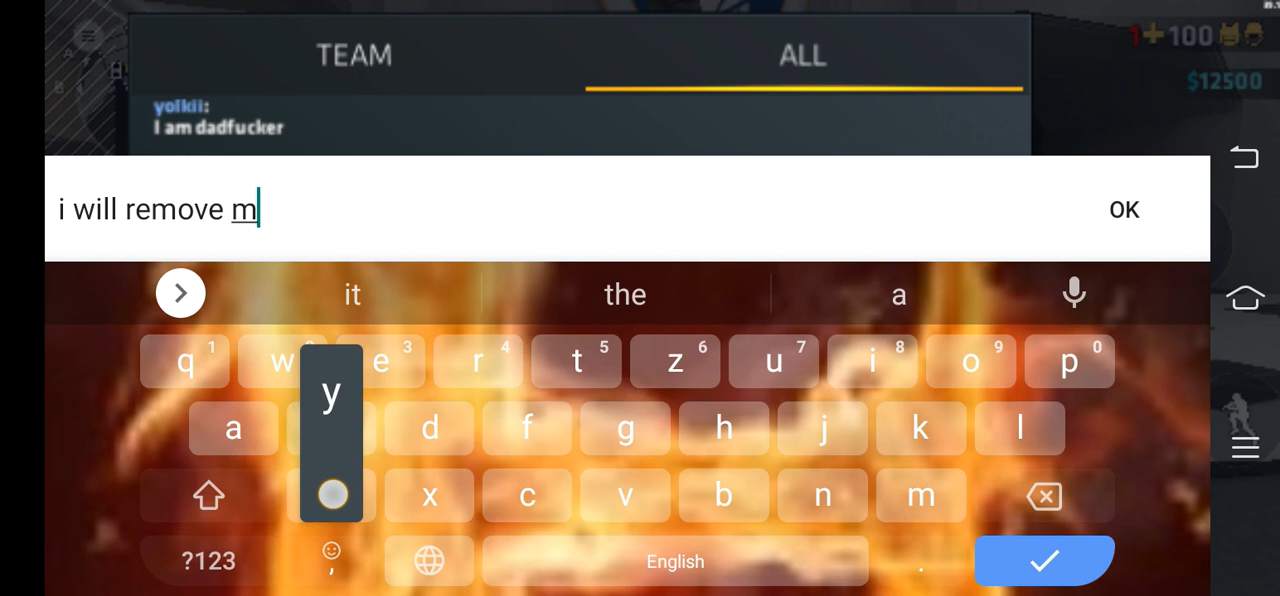 TEAM ALL
1+100
$12500
yolkii:
I am dadfucker
i will remove m OK
it the a
q 1 w e 3 r 4 t 5 z 6 u 7 i 8 o 9 p 0
a d f g h j k l
y
x c v b n m
?123 , English .